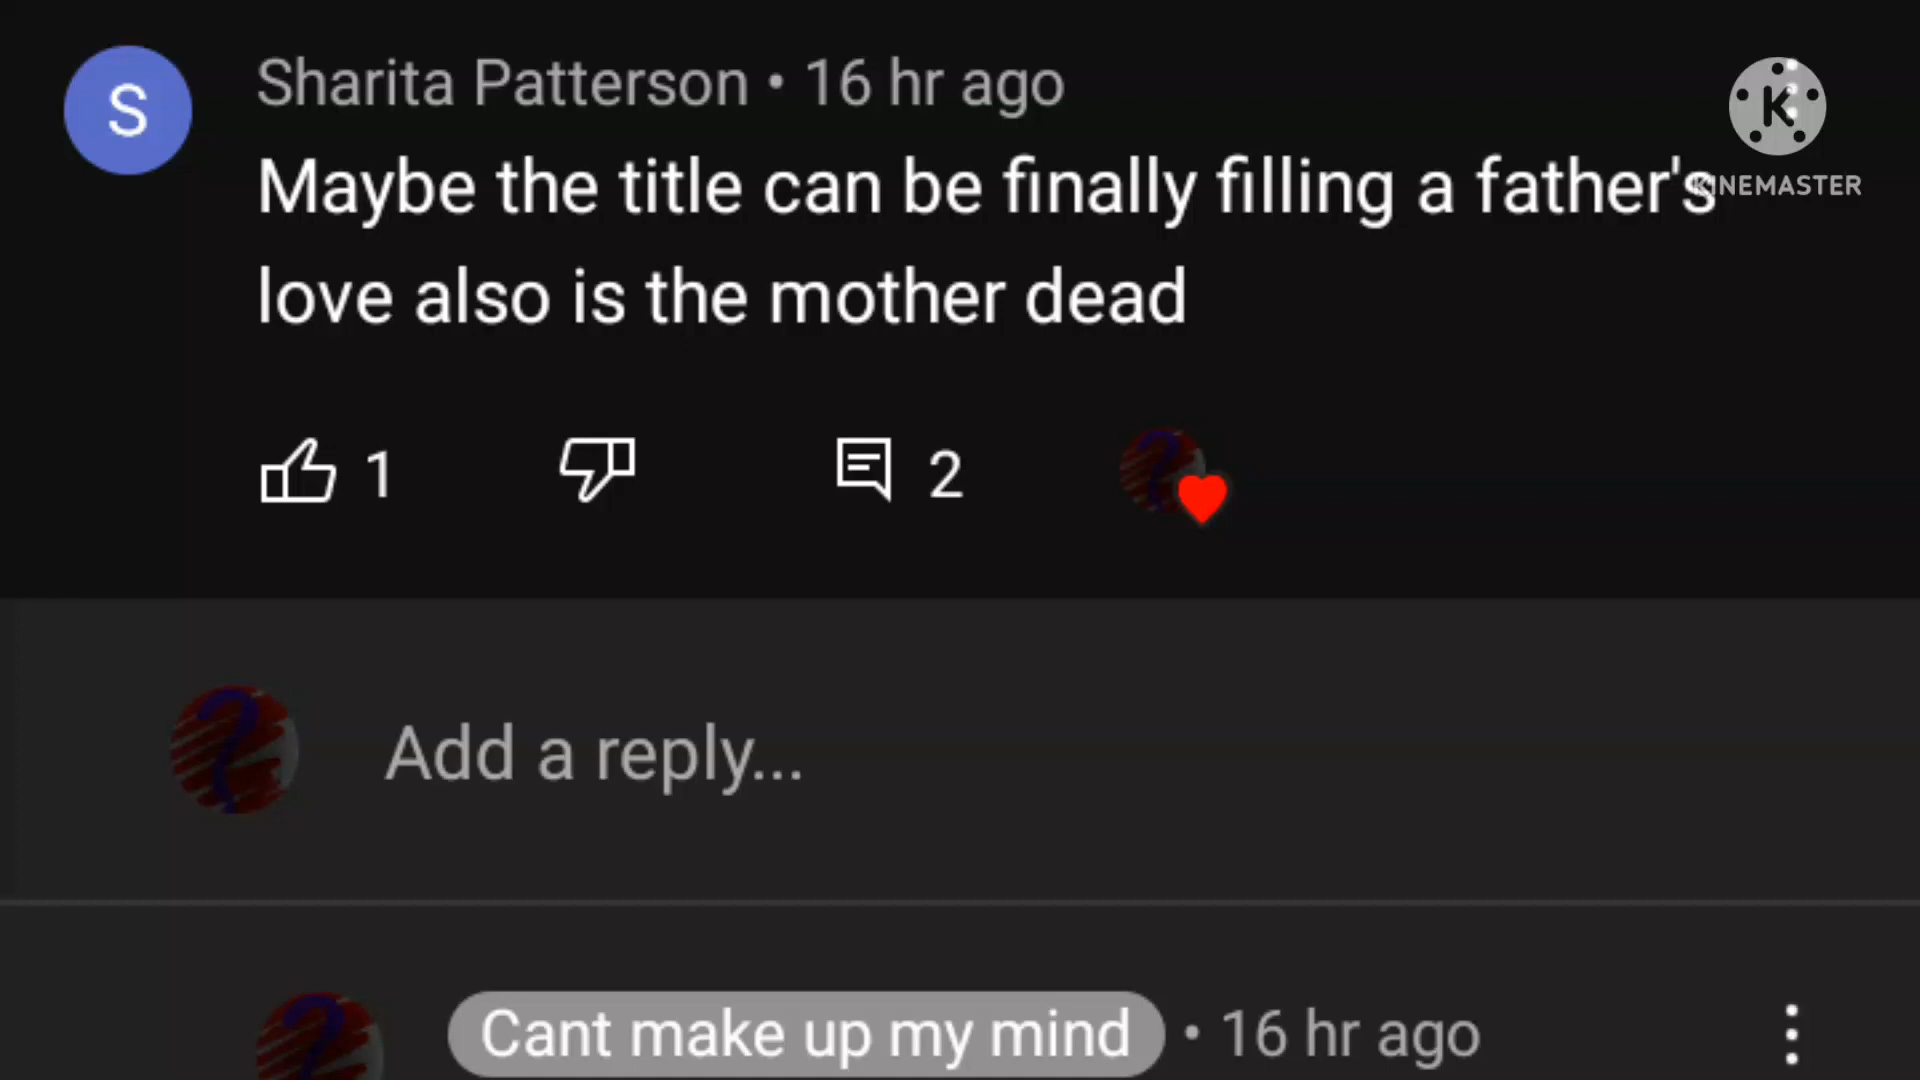 S
Sharita Patterson • 16 hr ago
K
KINEMASTER
Maybe the title can be finally filling a father's
love also is the mother dead
1
2
Add a reply...
Cant make up my mind • 16 hr ago